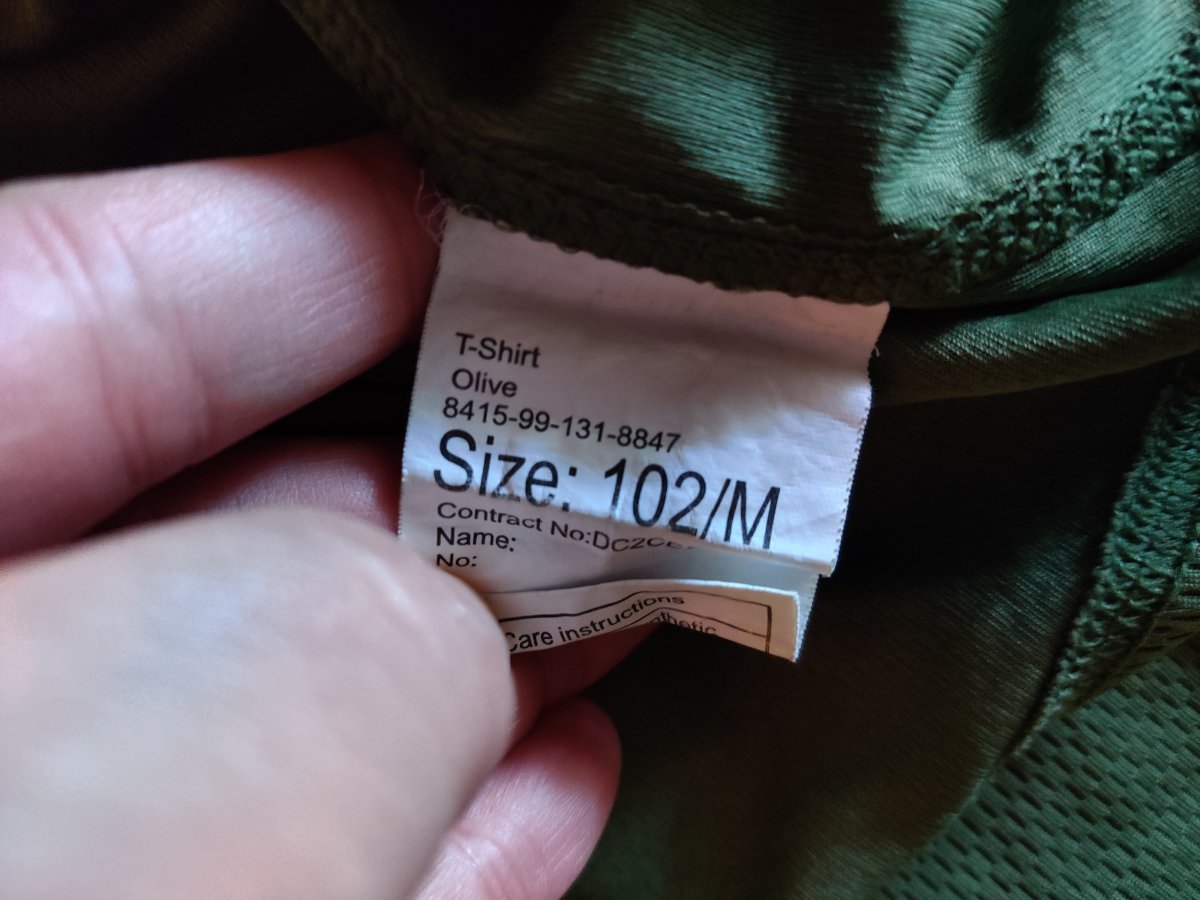 T-Shirt
Olive
8415-99-131-8847
Size: 102/M
Contract No:
Name:
No:
Care instructions